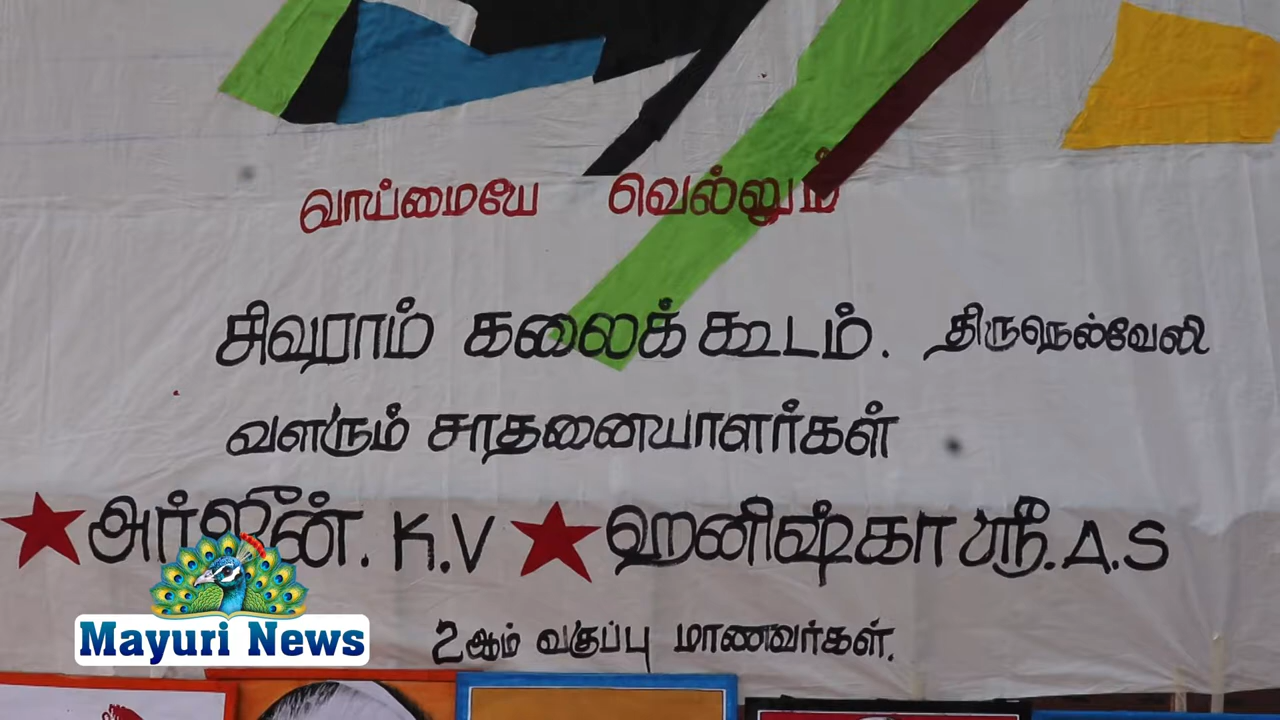 வாய்மையே வெல்லும்
சிவராம் கலைக் கூடம். திருநெல்வேலி
வளரும் சாதனையாளர்கள்
அர்ஜீன். K.V ஹனிஷ்கா ஸ்ரீ. A.S
2ஆம் வகுப்பு மாணவர்கள்.
Mayuri News